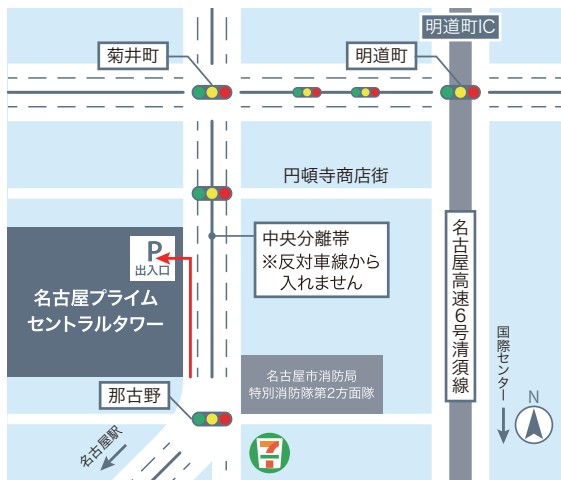 明道町IC
菊井町
明道町
円頓寺商店街
中央分離帯
※反対車線から
入れません
P
出入口
名古屋プライム
セントラルタワー
名古屋高速6号清須線
国際センター
名古屋市消防局
特別消防隊第2方面隊
那古野
名古屋駅
N
7